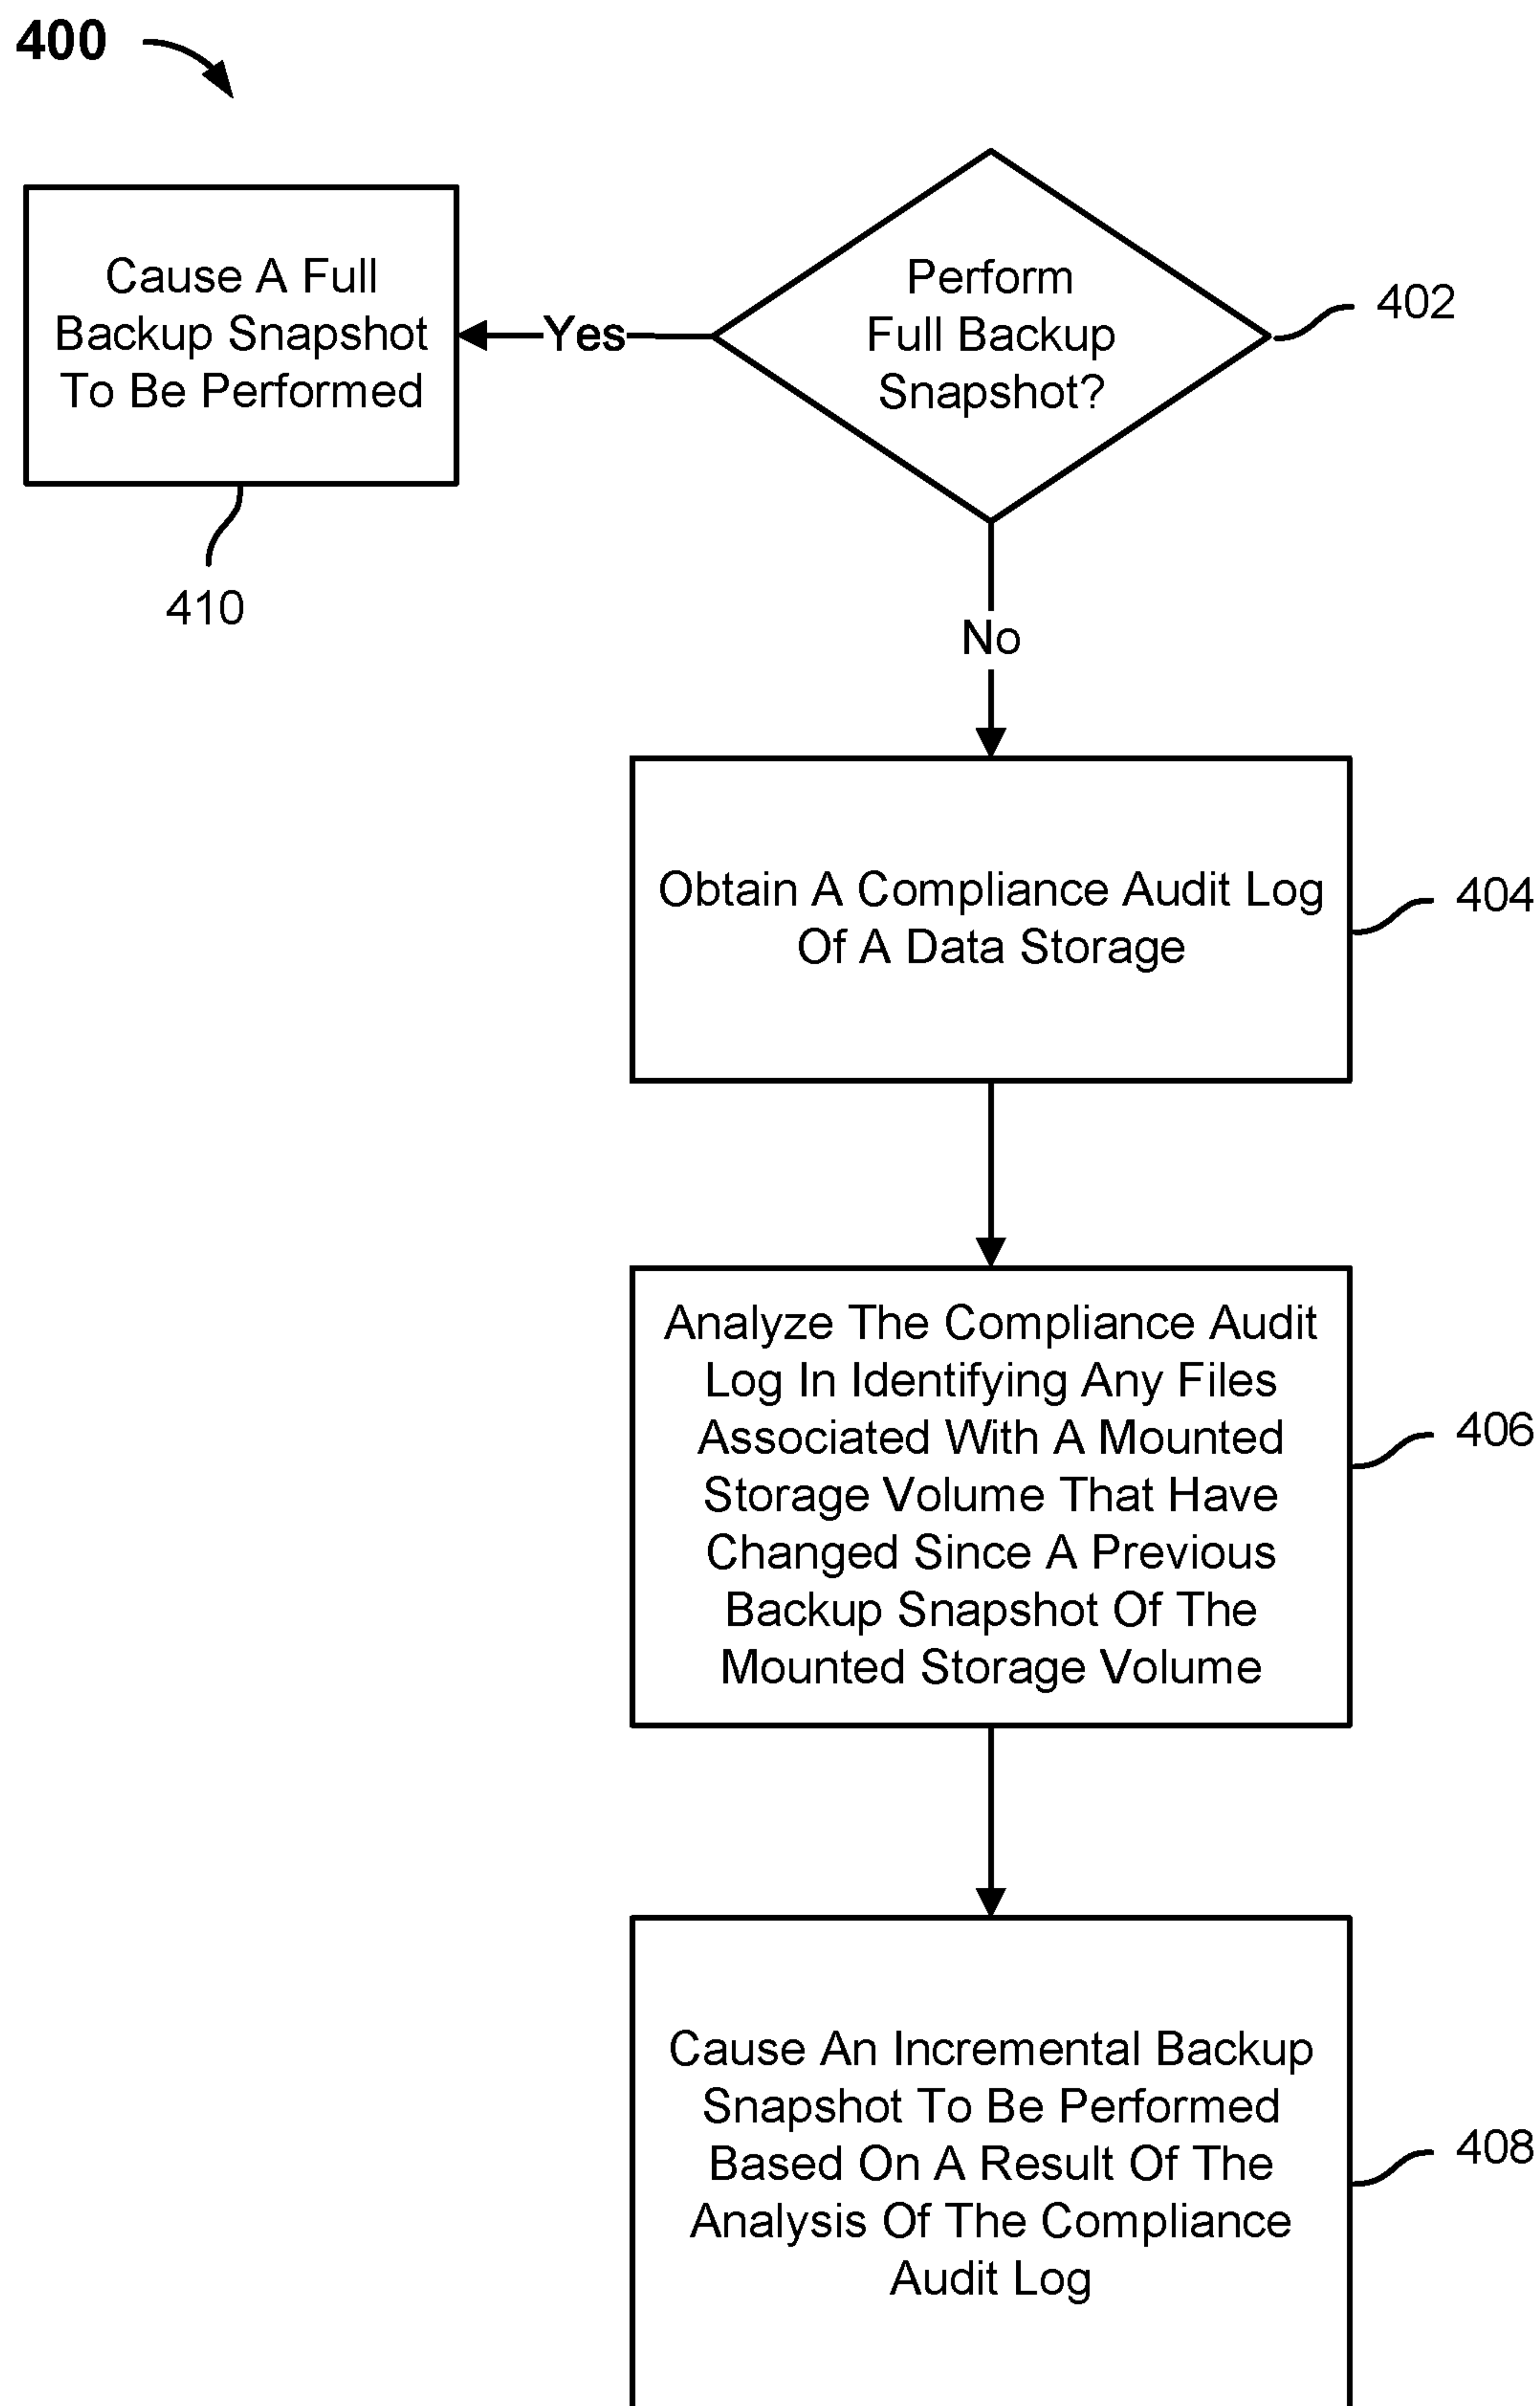 400
Perform
Full Backup
Snapshot?
402
Yes
Cause A Full
Backup Snapshot
To Be Performed
410
No
Obtain A Compliance Audit Log
Of A Data Storage
404
Analyze The Compliance Audit
Log In Identifying Any Files
Associated With A Mounted
Storage Volume That Have
Changed Since A Previous
Backup Snapshot Of The
Mounted Storage Volume
406
Cause An Incremental Backup
Snapshot To Be Performed
Based On A Result Of The
Analysis Of The Compliance
Audit Log
408